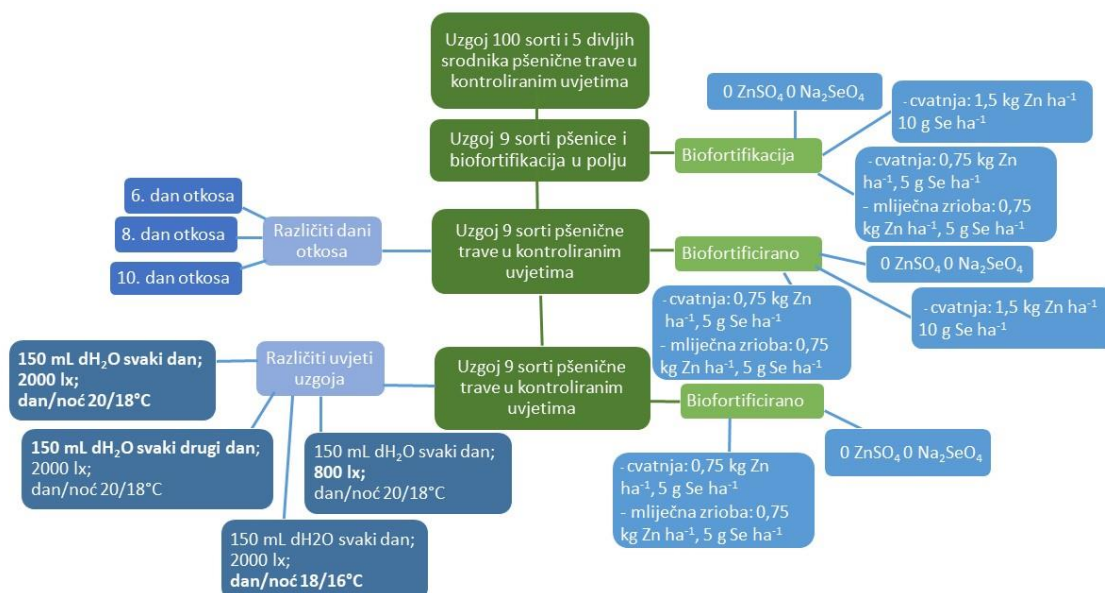 Uzgoj 100 sorti i 5 divljih
srodnika pšenične trave u
kontroliranim uvjetima
0 ZnSO₄ 0 Na₂SeO₄
- cvatnja: 1,5 kg Zn ha⁻¹
10 g Se ha⁻¹
Uzgoj 9 sorti pšenice i
biofortifikacija u polju
Biofortifikacija
- cvatnja: 0,75 kg Zn
ha⁻¹, 5 g Se ha⁻¹
- mliječna zrioba: 0,75
kg Zn ha⁻¹, 5 g Se ha⁻¹
6. dan otkosa
8. dan otkosa
10. dan otkosa
Različiti dani
otkosa
Uzgoj 9 sorti pšenične
trave u kontroliranim
uvjetima
Biofortificirano
0 ZnSO₄ 0 Na₂SeO₄
- cvatnja: 1,5 kg Zn ha⁻¹
10 g Se ha⁻¹
- cvatnja: 0,75 kg Zn
ha⁻¹, 5 g Se ha⁻¹
- mliječna zrioba: 0,75
kg Zn ha⁻¹, 5 g Se ha⁻¹
150 mL dH₂O svaki dan;
2000 lx;
dan/noć 20/18°C
Različiti uvjeti
uzgoja
Uzgoj 9 sorti pšenične
trave u kontroliranim
uvjetima
Biofortificirano
150 mL dH₂O svaki drugi dan;
2000 lx;
dan/noć 20/18°C
150 mL dH₂O svaki dan;
800 lx;
dan/noć 20/18°C
150 mL dH2O svaki dan;
2000 lx;
dan/noć 18/16°C
- cvatnja: 0,75 kg Zn
ha⁻¹, 5 g Se ha⁻¹
- mliječna zrioba: 0,75
kg Zn ha⁻¹, 5 g Se ha⁻¹
0 ZnSO₄ 0 Na₂SeO₄